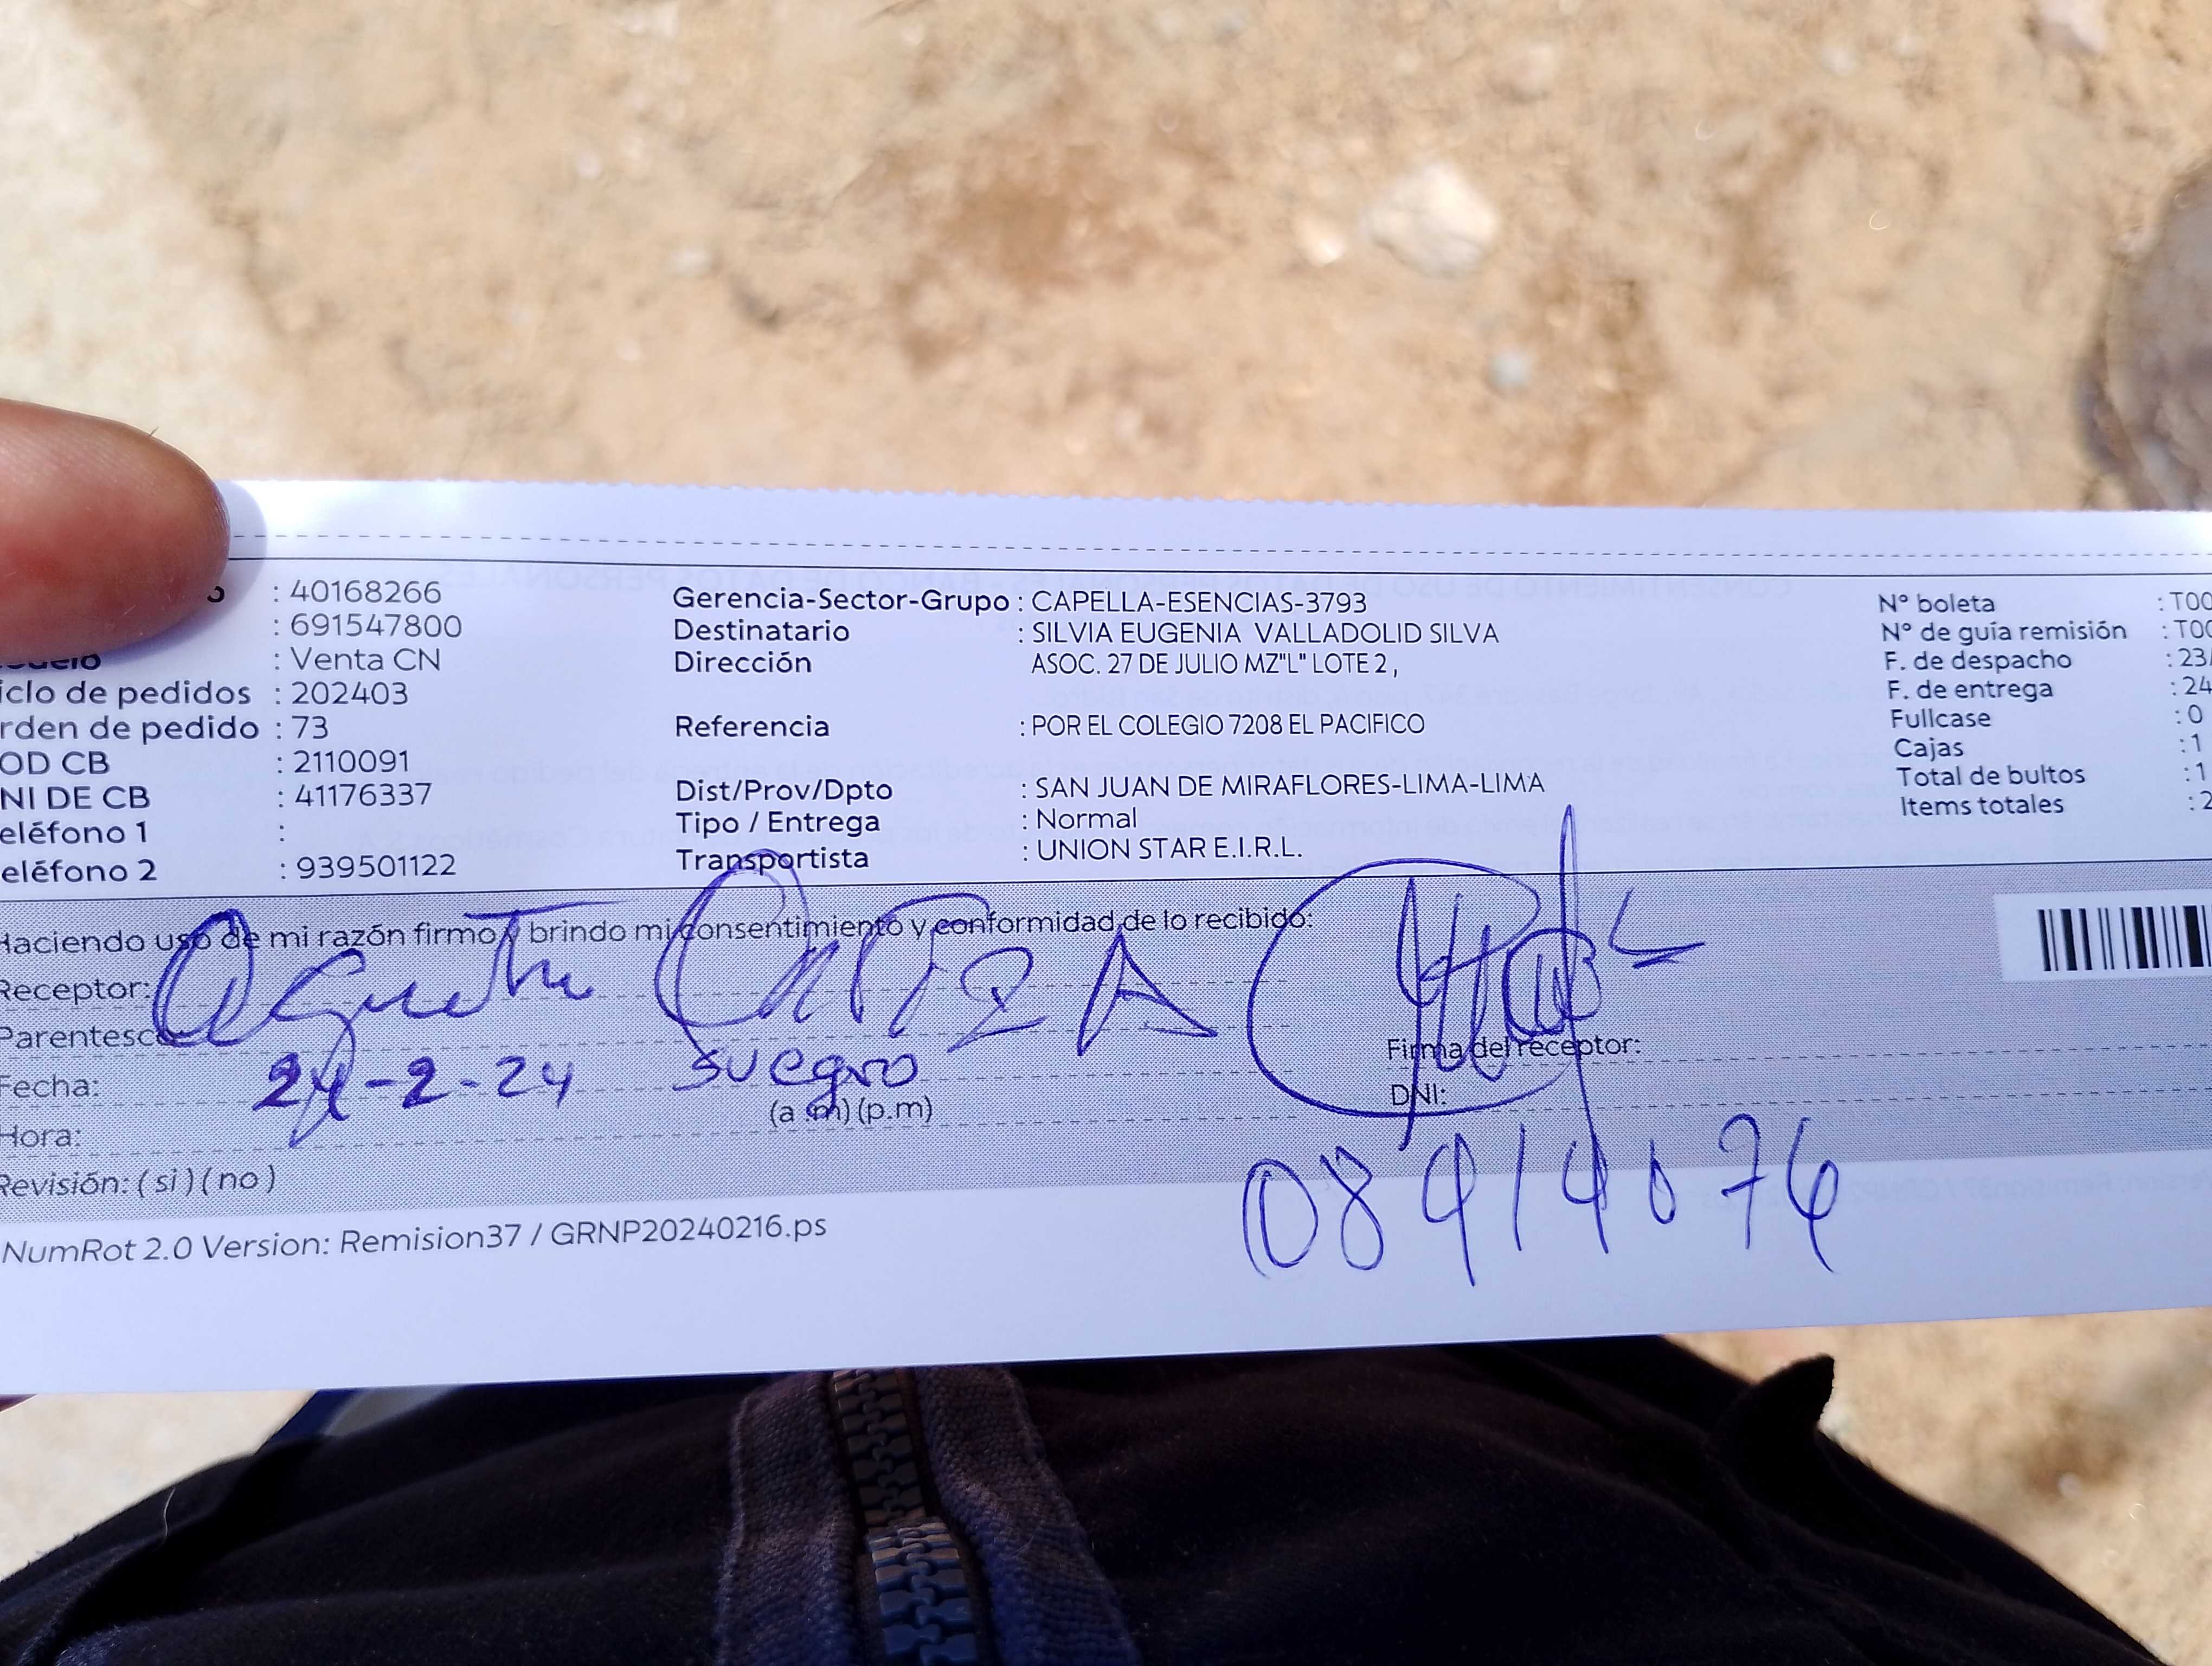 : 40168266
: 691547800
: Venta CN
iclo de pedidos : 202403
rden de pedido : 73
OD CB : 2110091
NI DE CB : 41176337
eléfono 1 :
eléfono 2 : 939501122
Gerencia-Sector-Grupo : CAPELLA-ESENCIAS-3793
Destinatario : SILVIA EUGENIA VALLADOLID SILVA
Dirección ASOC. 27 DE JULIO MZ"L" LOTE 2 ,
Referencia : POR EL COLEGIO 7208 EL PACIFICO
Dist/Prov/Dpto : SAN JUAN DE MIRAFLORES-LIMA-LIMA
Tipo / Entrega : Normal
Transportista : UNION STAR E.I.R.L.
N° boleta : T00
N° de guía remisión : T00
F. de despacho : 23/
F. de entrega : 24
Fullcase : 0
Cajas : 1
Total de bultos : 1
Items totales : 2
Haciendo uso de mi razón firmo y brindo mi consentimiento y conformidad de lo recibido:
Receptor:
Parentesco
Fecha: 24-2-24 suegro
(a.m) (p.m)
Hora:
Revisión: ( si ) ( no )
Firma del receptor:
DNI:
NumRot 2.0 Version: Remision37 / GRNP20240216.ps